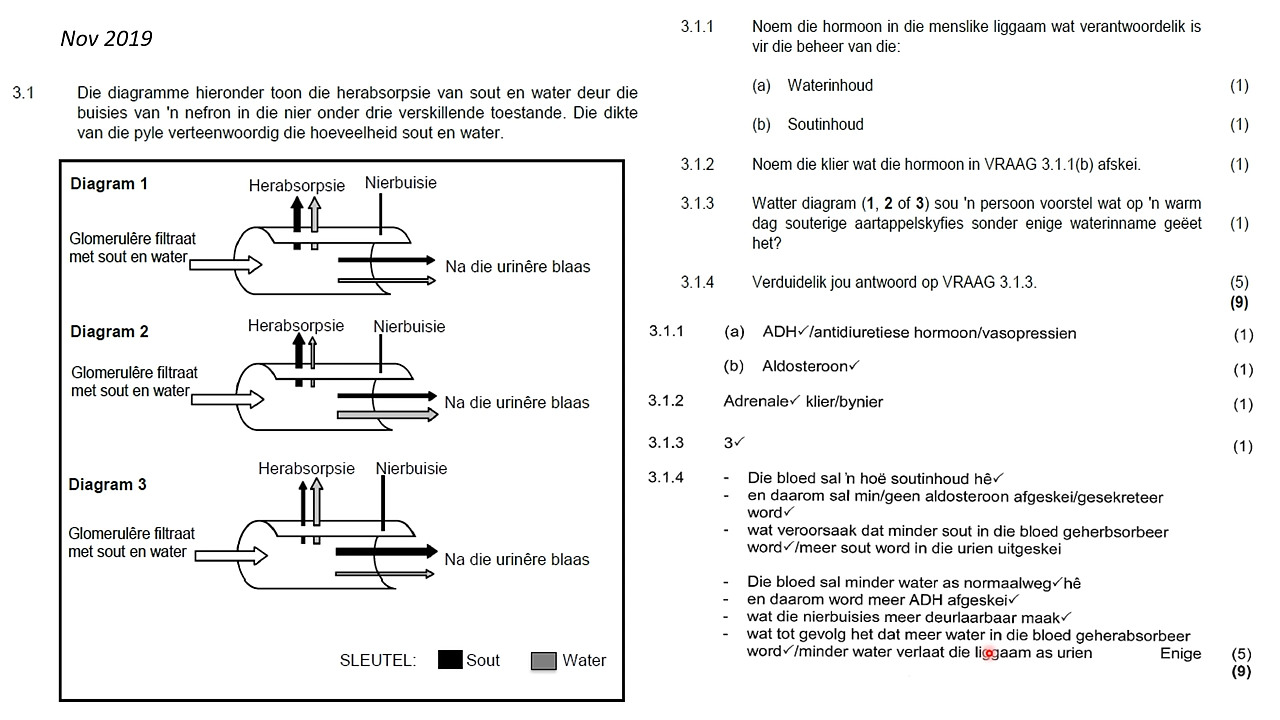 Nov 2019
3.1 Die diagramme hieronder toon die herabsorpsie van sout en water deur die
buisies van 'n nefron in die nier onder drie verskillende toestande. Die dikte
van die pyle verteenwoordig die hoeveelheid sout en water.
Diagram 1
Herabsorpsie
Nierbuisie
Glomerulêre filtraat
met sout en water
Na die urinêre blaas
Diagram 2
Herabsorpsie
Nierbuisie
Glomerulêre filtraat
met sout en water
Na die urinêre blaas
Diagram 3
Herabsorpsie
Nierbuisie
Glomerulêre filtraat
met sout en water
Na die urinêre blaas
SLEUTEL: Sout Water
3.1.1 Noem die hormoon in die menslike liggaam wat verantwoordelik is
vir die beheer van die:
(a) Waterinhoud (1)
(b) Soutinhoud (1)
3.1.2 Noem die klier wat die hormoon in VRAAG 3.1.1(b) afskei. (1)
3.1.3 Watter diagram (1, 2 of 3) sou 'n persoon voorstel wat op 'n warm
dag souterige aartappelskyfies sonder enige waterinname geëet (1)
het?
3.1.4 Verduidelik jou antwoord op VRAAG 3.1.3. (5)
(9)
3.1.1 (a) ADH✓/antidiuretiese hormoon/vasopressien (1)
(b) Aldosteroon✓ (1)
3.1.2 Adrenale✓ klier/bynier (1)
3.1.3 3✓ (1)
3.1.4 - Die bloed sal 'n hoë soutinhoud hê✓
- en daarom sal min/geen aldosteroon afgeskei/gesekreteer
word✓
- wat veroorsaak dat minder sout in die bloed geherbsorbeer
word✓/meer sout word in die urien uitgeskei
- Die bloed sal minder water as normaalweg✓hê
- en daarom word meer ADH afgeskei✓
- wat die nierbuisies meer deurlaarbaar maak✓
- wat tot gevolg het dat meer water in die bloed geherabsorbeer
word✓/minder water verlaat die liggaam as urien Enige (5)
(9)